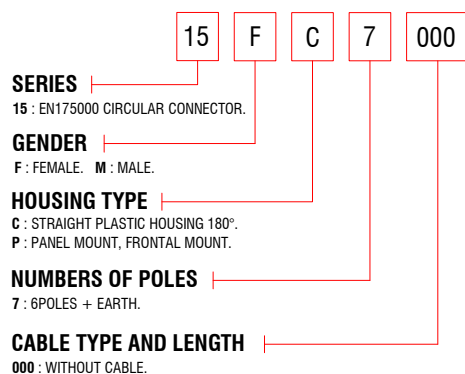 15 F C 7 000
SERIES
15 : EN175000 CIRCULAR CONNECTOR.
GENDER
F : FEMALE. M : MALE.
HOUSING TYPE
C : STRAIGHT PLASTIC HOUSING 180°.
P : PANEL MOUNT, FRONTAL MOUNT.
NUMBERS OF POLES
7 : 6POLES + EARTH.
CABLE TYPE AND LENGTH
000 : WITHOUT CABLE.